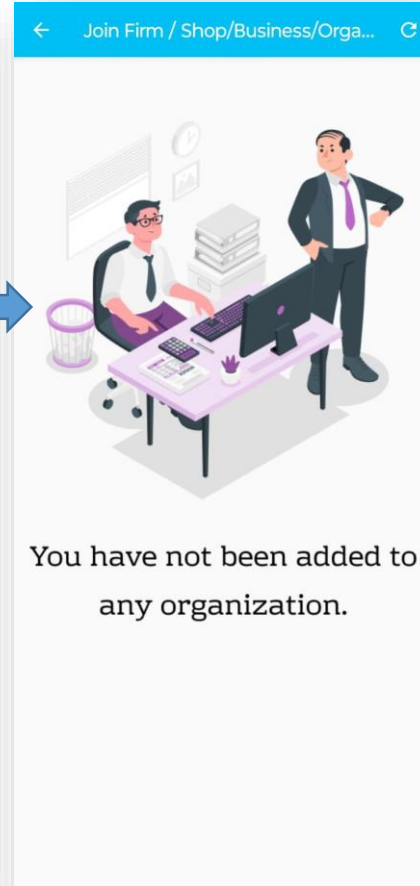 Join Firm / Shop/Business/Orga...
You have not been added to
any organization.